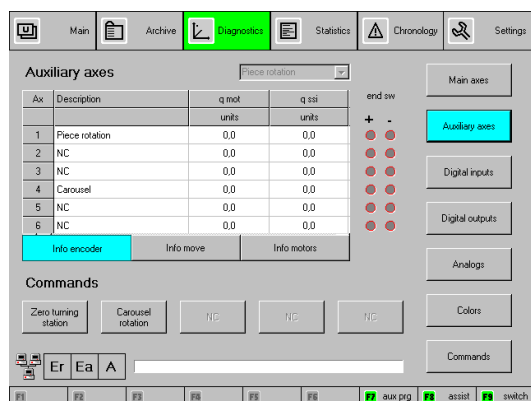 Main
Archive
Diagnostics
Statistics
Chronology
Settings
Auxiliary axes
Piece rotation
Main axes
Ax Description q mot q ssi end sw
units units + -
1 Piece rotation 0,0 0,0
2 NC 0,0 0,0
3 NC 0,0 0,0
4 Carousel 0,0 0,0
5 NC 0,0 0,0
6 NC 0,0 0,0
Auxiliary axes
Digital inputs
Digital outputs
Analogs
Colors
Commands
Info encoder
Info move
Info motors
Commands
Zero turning
station
Carousel
rotation
NC
NC
NC
Er Ea A
F1 F2 F3 F4 F5 F6 F7 aux prg F8 assist F9 switch